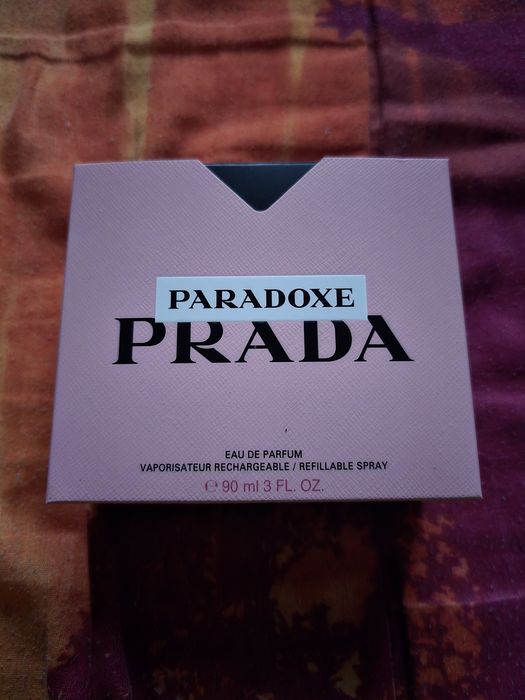 PARADOXE
PRADA
EAU DE PARFUM
VAPORISATEUR RECHARGEABLE / REFILLABLE SPRAY
℮ 90 ml 3 FL. OZ.